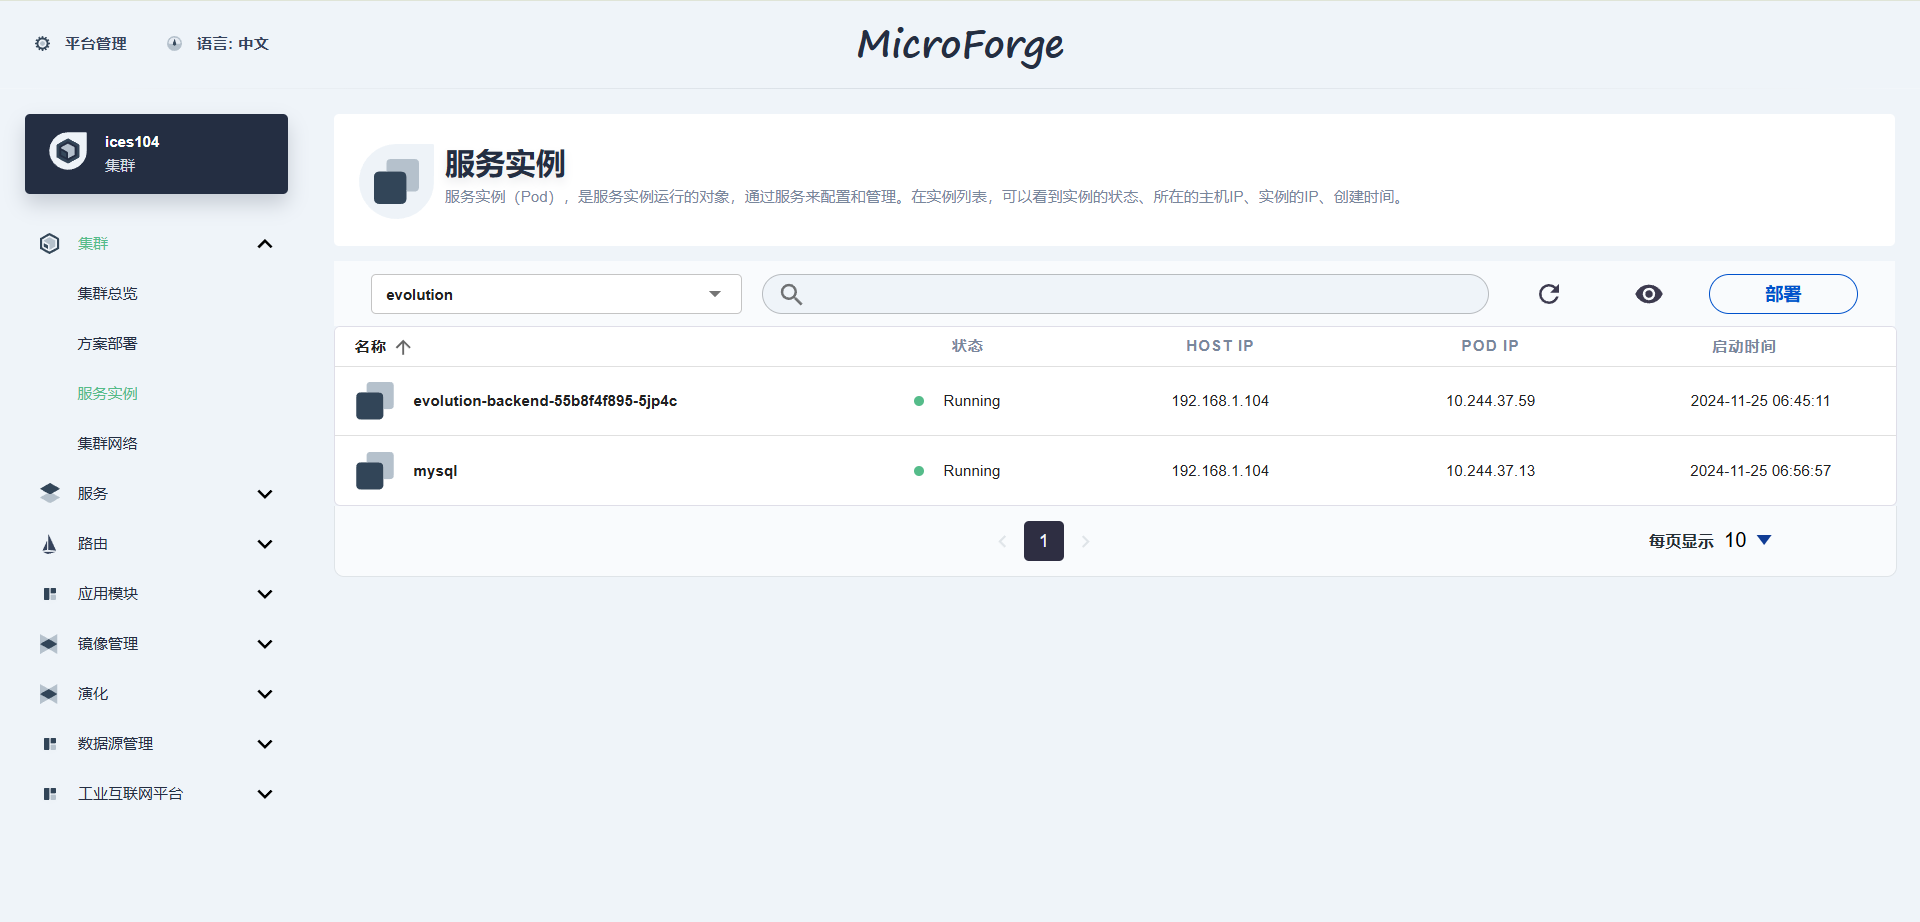 平台管理
语言: 中文
MicroForge
ices104
集群
集群
集群总览
方案部署
服务实例
集群网络
服务
路由
应用模块
镜像管理
演化
数据源管理
工业互联网平台
服务实例
服务实例（Pod），是服务实例运行的对象，通过服务来配置和管理。在实例列表，可以看到实例的状态、所在的主机IP、实例的IP、创建时间。
evolution
部署
名称 状态 HOST IP POD IP 启动时间
evolution-backend-55b8f4f895-5jp4c Running 192.168.1.104 10.244.37.59 2024-11-25 06:45:11
mysql Running 192.168.1.104 10.244.37.13 2024-11-25 06:56:57
1
每页显示 10